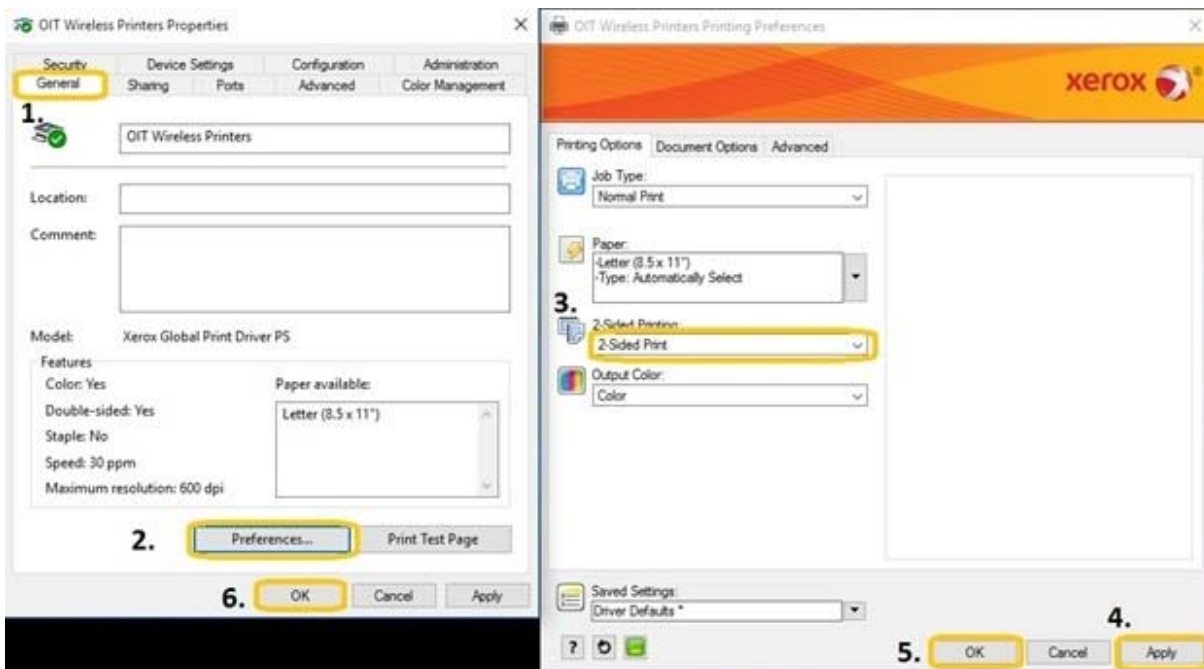 OIT Wireless Printers Properties
Security Device Settings Configuration Administration
General Sharing Ports Advanced Color Management
1.
OIT Wireless Printers
Location:
Comment:
Model: Xerox Global Print Driver PS
Features
Color: Yes
Double-sided: Yes
Staple: No
Speed: 30 ppm
Maximum resolution: 600 dpi
Paper available:
Letter (8.5 x 11")
2. Preferences... Print Test Page
6. OK Cancel Apply
OIT Wireless Printers Printing Preferences
xerox
Printing Options Document Options Advanced
Job Type:
Normal Print
Paper:
-Letter (8.5 x 11")
-Type: Automatically Select
3.
2-Sided Printing:
2-Sided Print
Output Color:
Color
Saved Settings:
Driver Defaults *
4.
? 5. OK Cancel Apply